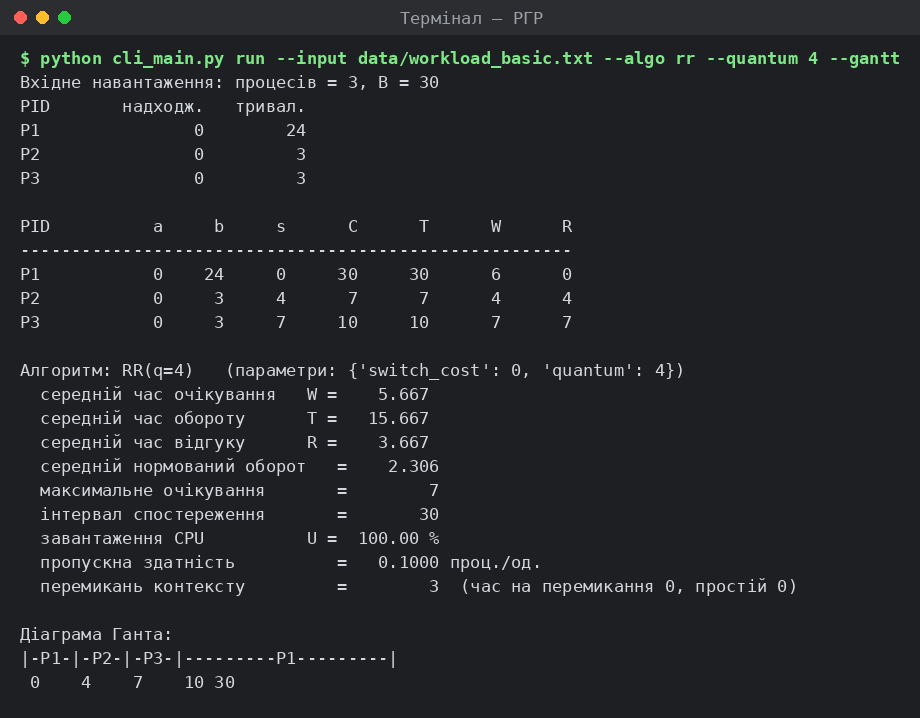 Термінал — РГР
$ python cli_main.py run --input data/workload_basic.txt --algo rr --quantum 4 --gantt
Вхідне навантаження: процесів = 3, B = 30
PID       надходж.   тривал.
P1               0        24
P2               0         3
P3               0         3
PID          a     b     s      C      T      W      R
------------------------------------------------------
P1           0    24     0     30     30      6      0
P2           0     3     4      7      7      4      4
P3           0     3     7     10     10      7      7
Алгоритм: RR(q=4)   (параметри: {'switch_cost': 0, 'quantum': 4})
  середній час очікування   W =    5.667
  середній час обороту      T =   15.667
  середній час відгуку      R =    3.667
  середній нормований оборот   =    2.306
  максимальне очікування       =        7
  інтервал спостереження       =       30
  завантаження CPU          U =  100.00 %
  пропускна здатність          =   0.1000 проц./од.
  перемикань контексту         =        3  (час на перемикання 0, простій 0)
Діаграма Ганта:
|-P1-|-P2-|-P3-|---------P1---------|
 0    4    7    10 30